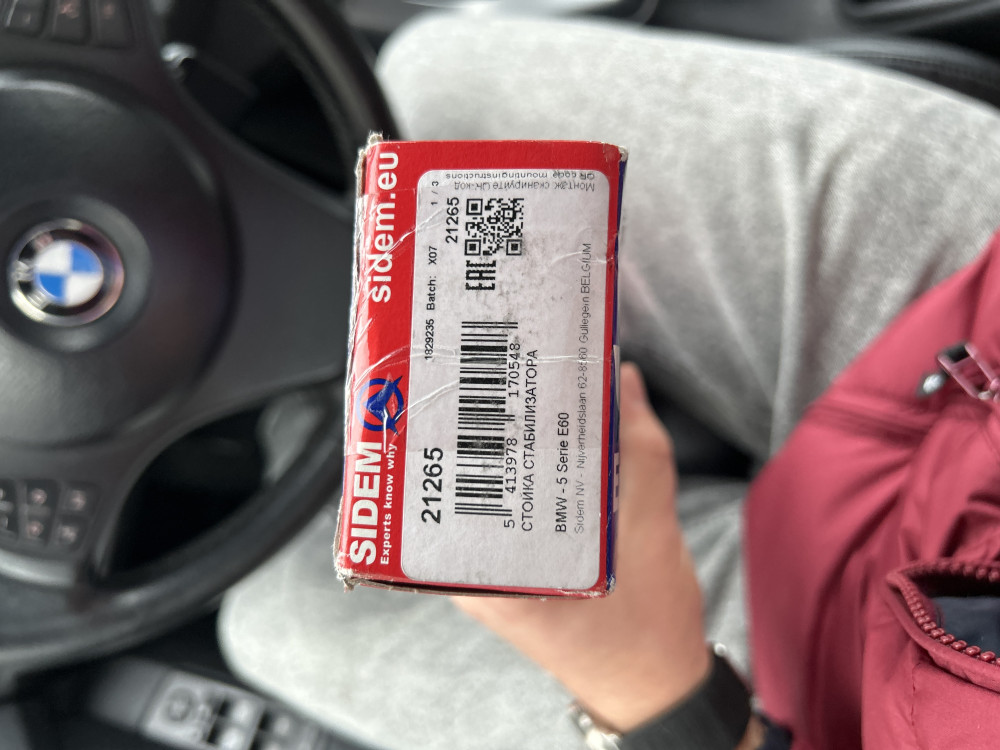 SIDEM
Experts know why
sidem.eu
21265
1829235 Batch: X07 1 / 3
21265
5 413978 170548
EAC
СТОЙКА СТАБИЛИЗАТОРА
BMW - 5 Serie E60
Sidem NV - Nijverheidslaan 62-8560 Gullegem BELGIUM
Монтаж: сканируйте QR-код
QR code mountinginstructions